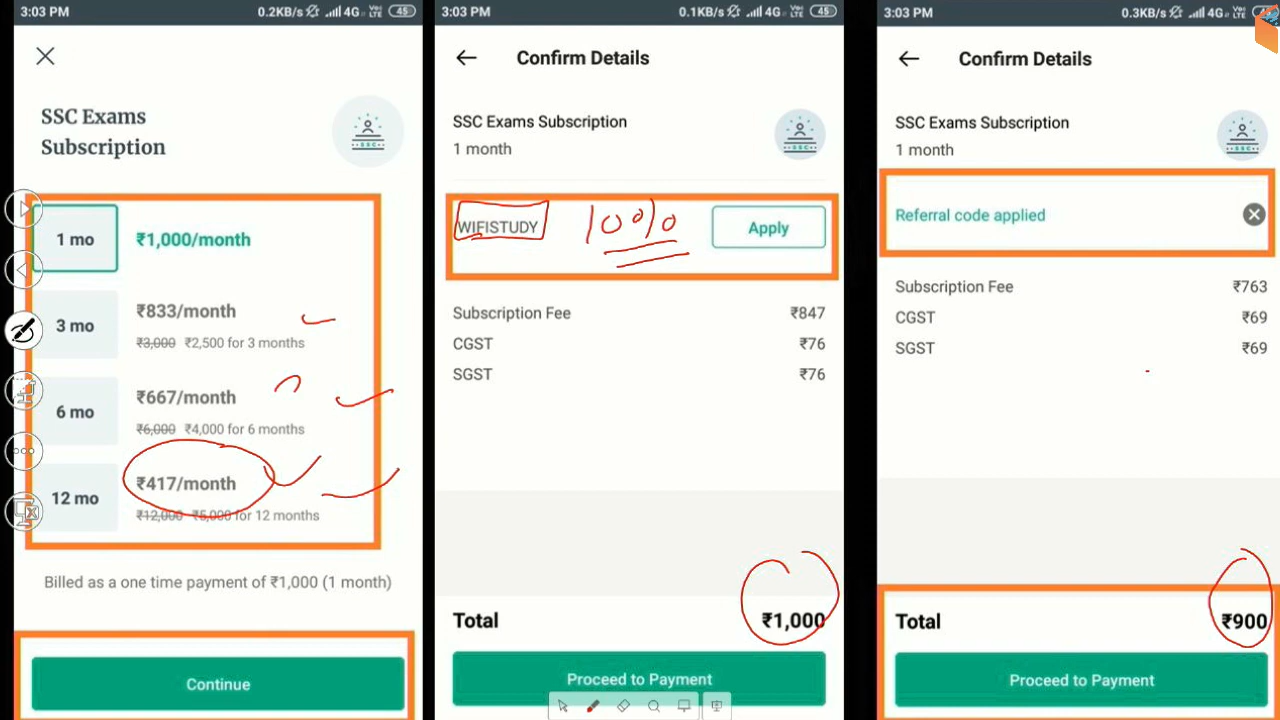 3:03 PM
0.2KB/s
4G
VoLTE
45
SSC Exams
Subscription
SSC
1 mo
₹1,000/month
3 mo
₹833/month
₹3,000 ₹2,500 for 3 months
6 mo
₹667/month
₹6,000 ₹4,000 for 6 months
12 mo
₹417/month
₹12,000 ₹5,000 for 12 months
Billed as a one time payment of ₹1,000 (1 month)
Continue
3:03 PM
0.1KB/s
4G
VoLTE
45
Confirm Details
SSC Exams Subscription
1 month
SSC
WIFISTUDY
10%
Apply
Subscription Fee ₹847
CGST ₹76
SGST ₹76
Total ₹1,000
Proceed to Payment
3:03 PM
0.3KB/s
4G
VoLTE
Confirm Details
SSC Exams Subscription
1 month
SSC
Referral code applied
Subscription Fee ₹763
CGST ₹69
SGST ₹69
Total ₹900
Proceed to Payment